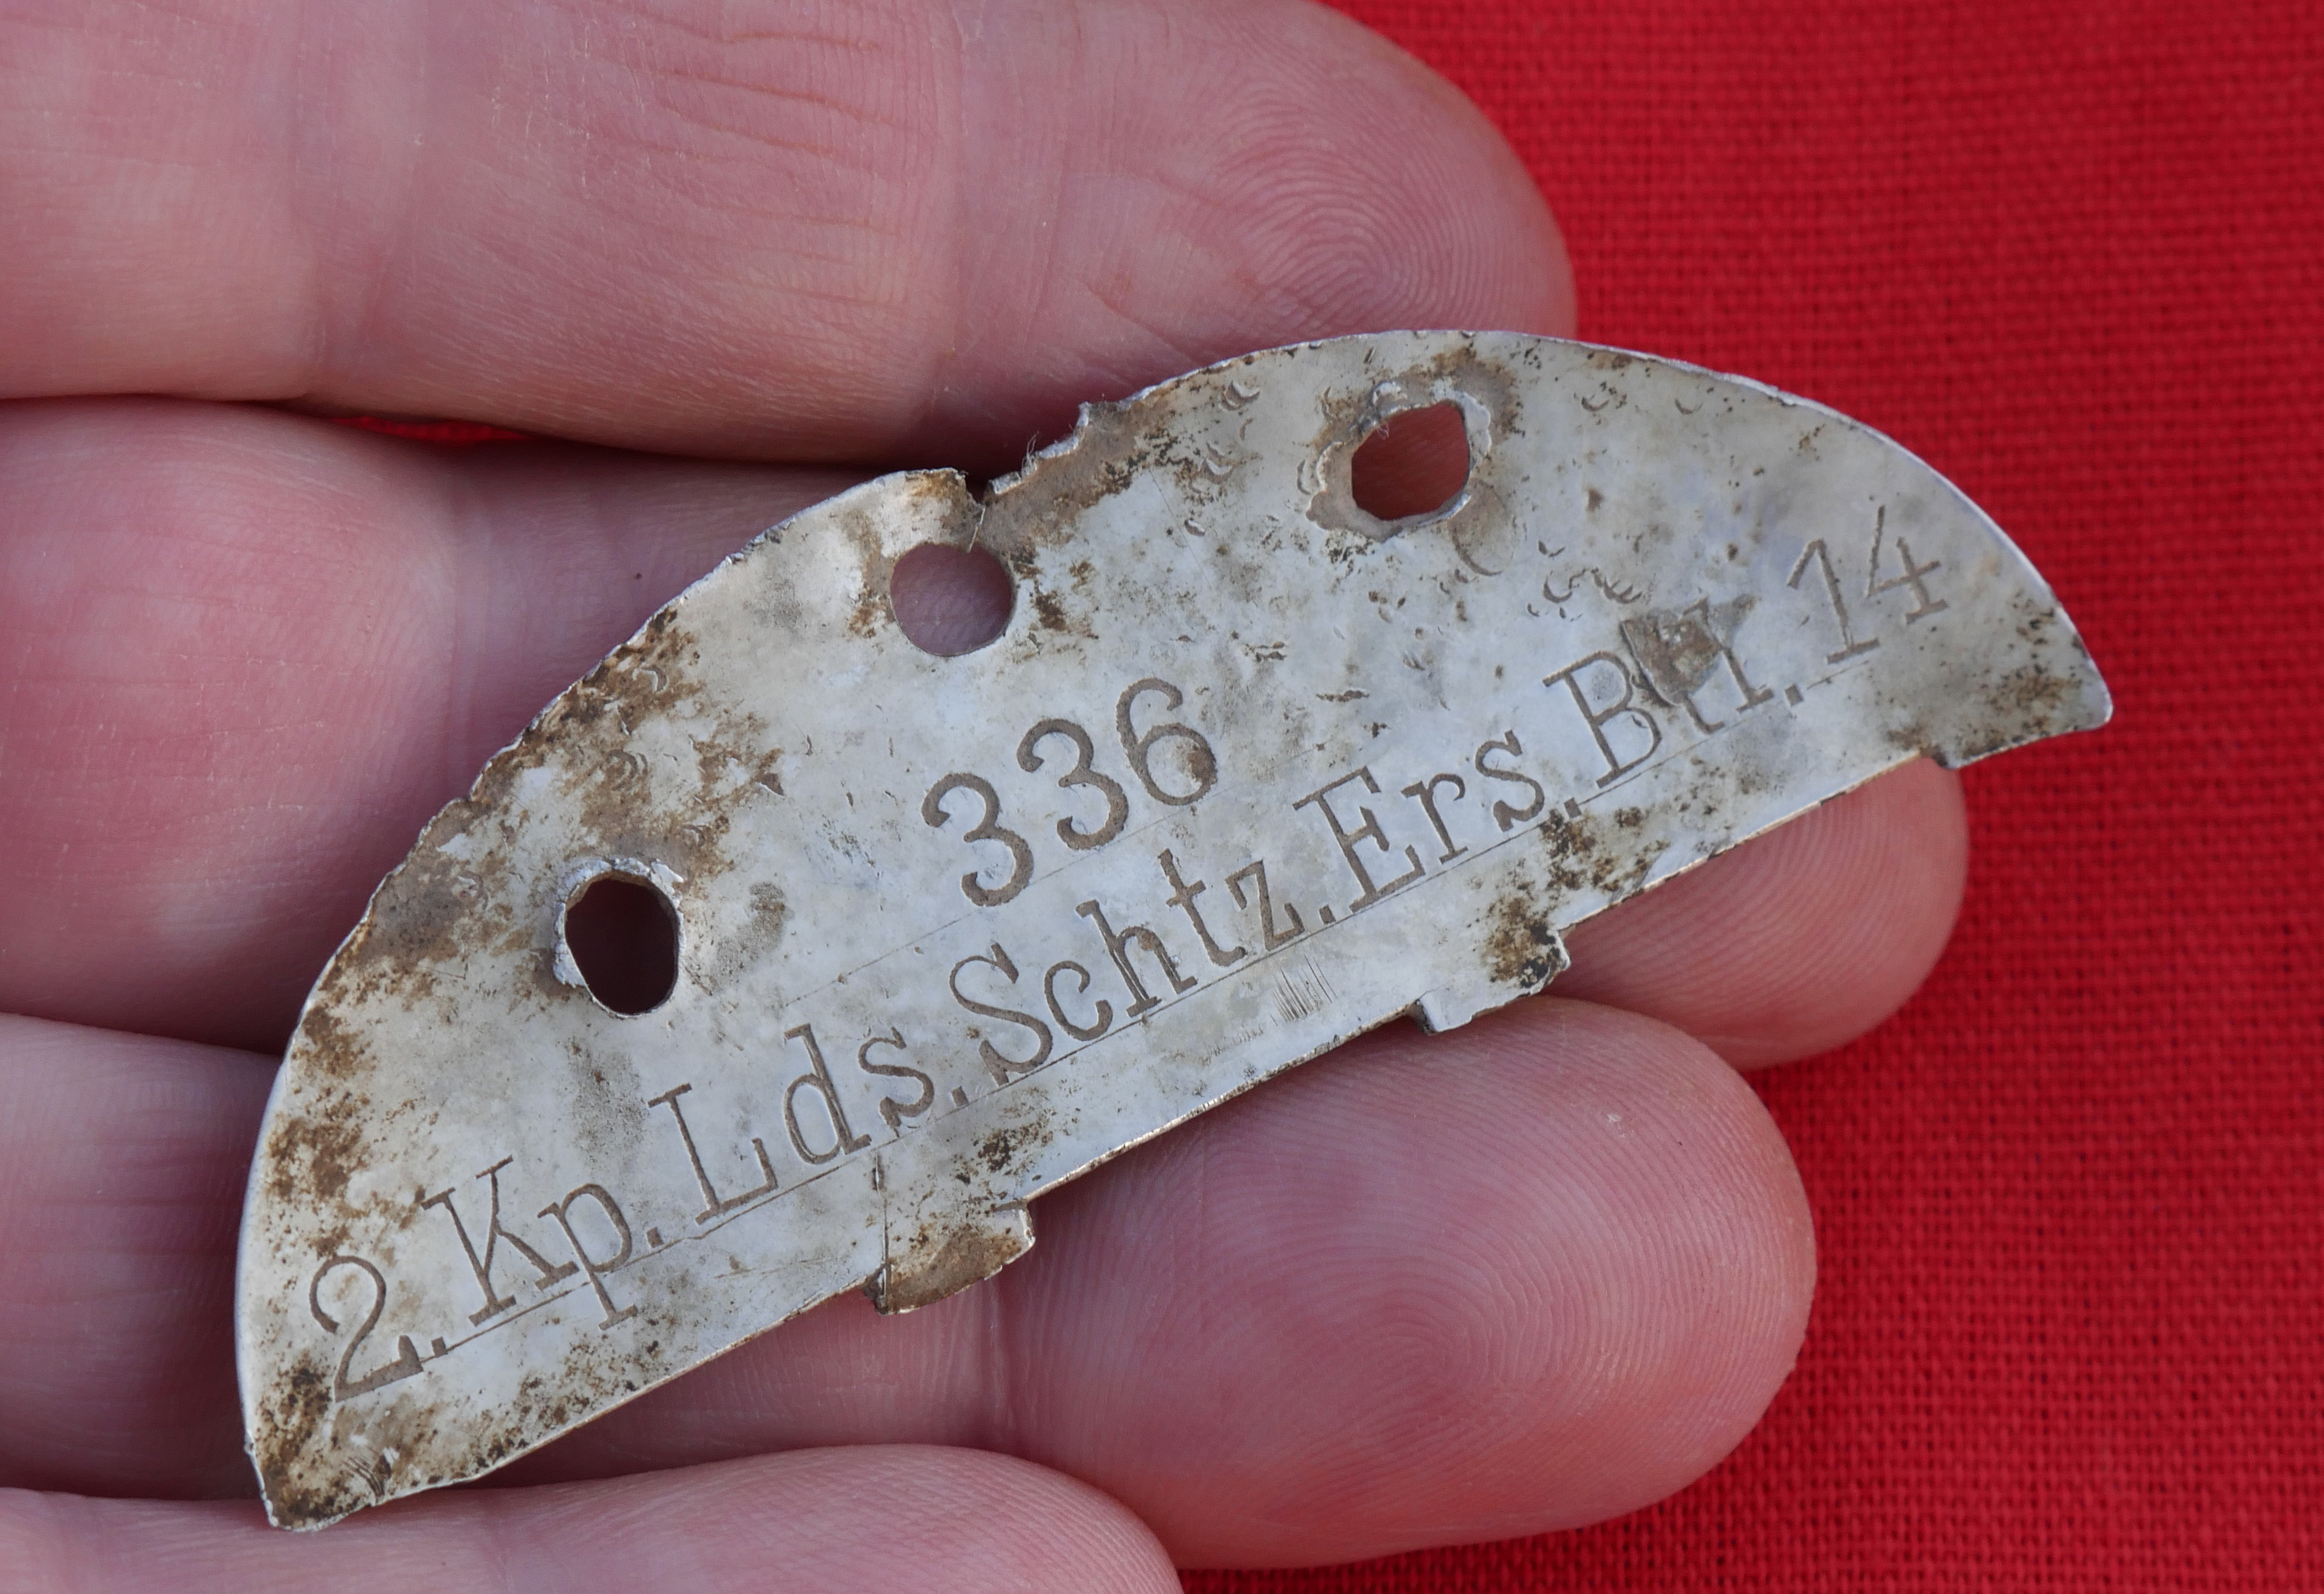 336
2. Kp. Lds. Schtz. Ers. Btl. 14